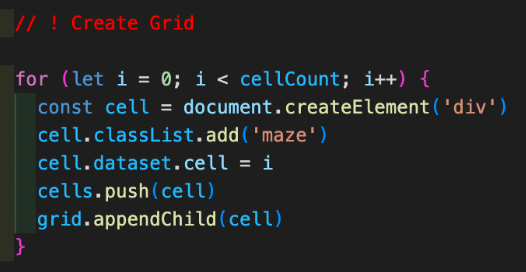 // ! Create Grid
for (let i = 0; i < cellCount; i++) {
  const cell = document.createElement('div')
  cell.classList.add('maze')
  cell.dataset.cell = i
  cells.push(cell)
  grid.appendChild(cell)
}